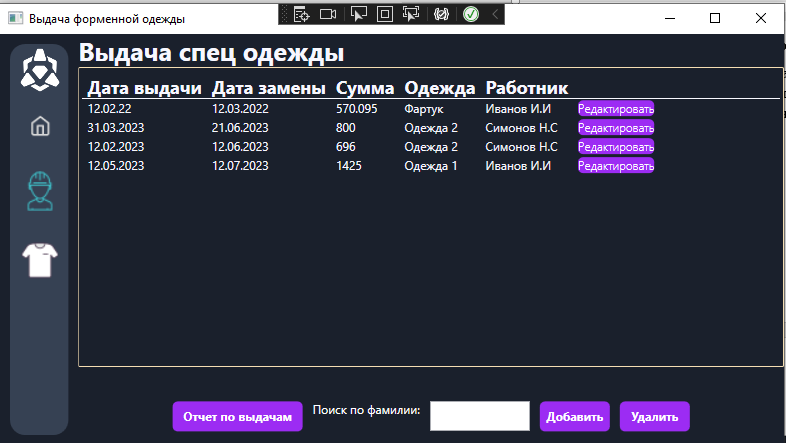 Выдача форменной одежды
Выдача спец одежды
Дата выдачи Дата замены Сумма Одежда Работник
12.02.22 12.03.2022 570.095 Фартук Иванов И.И Редактировать
31.03.2023 21.06.2023 800 Одежда 2 Симонов Н.С Редактировать
12.02.2023 12.06.2023 696 Одежда 2 Симонов Н.С Редактировать
12.05.2023 12.07.2023 1425 Одежда 1 Иванов И.И Редактировать
Отчет по выдачам Поиск по фамилии: Добавить Удалить